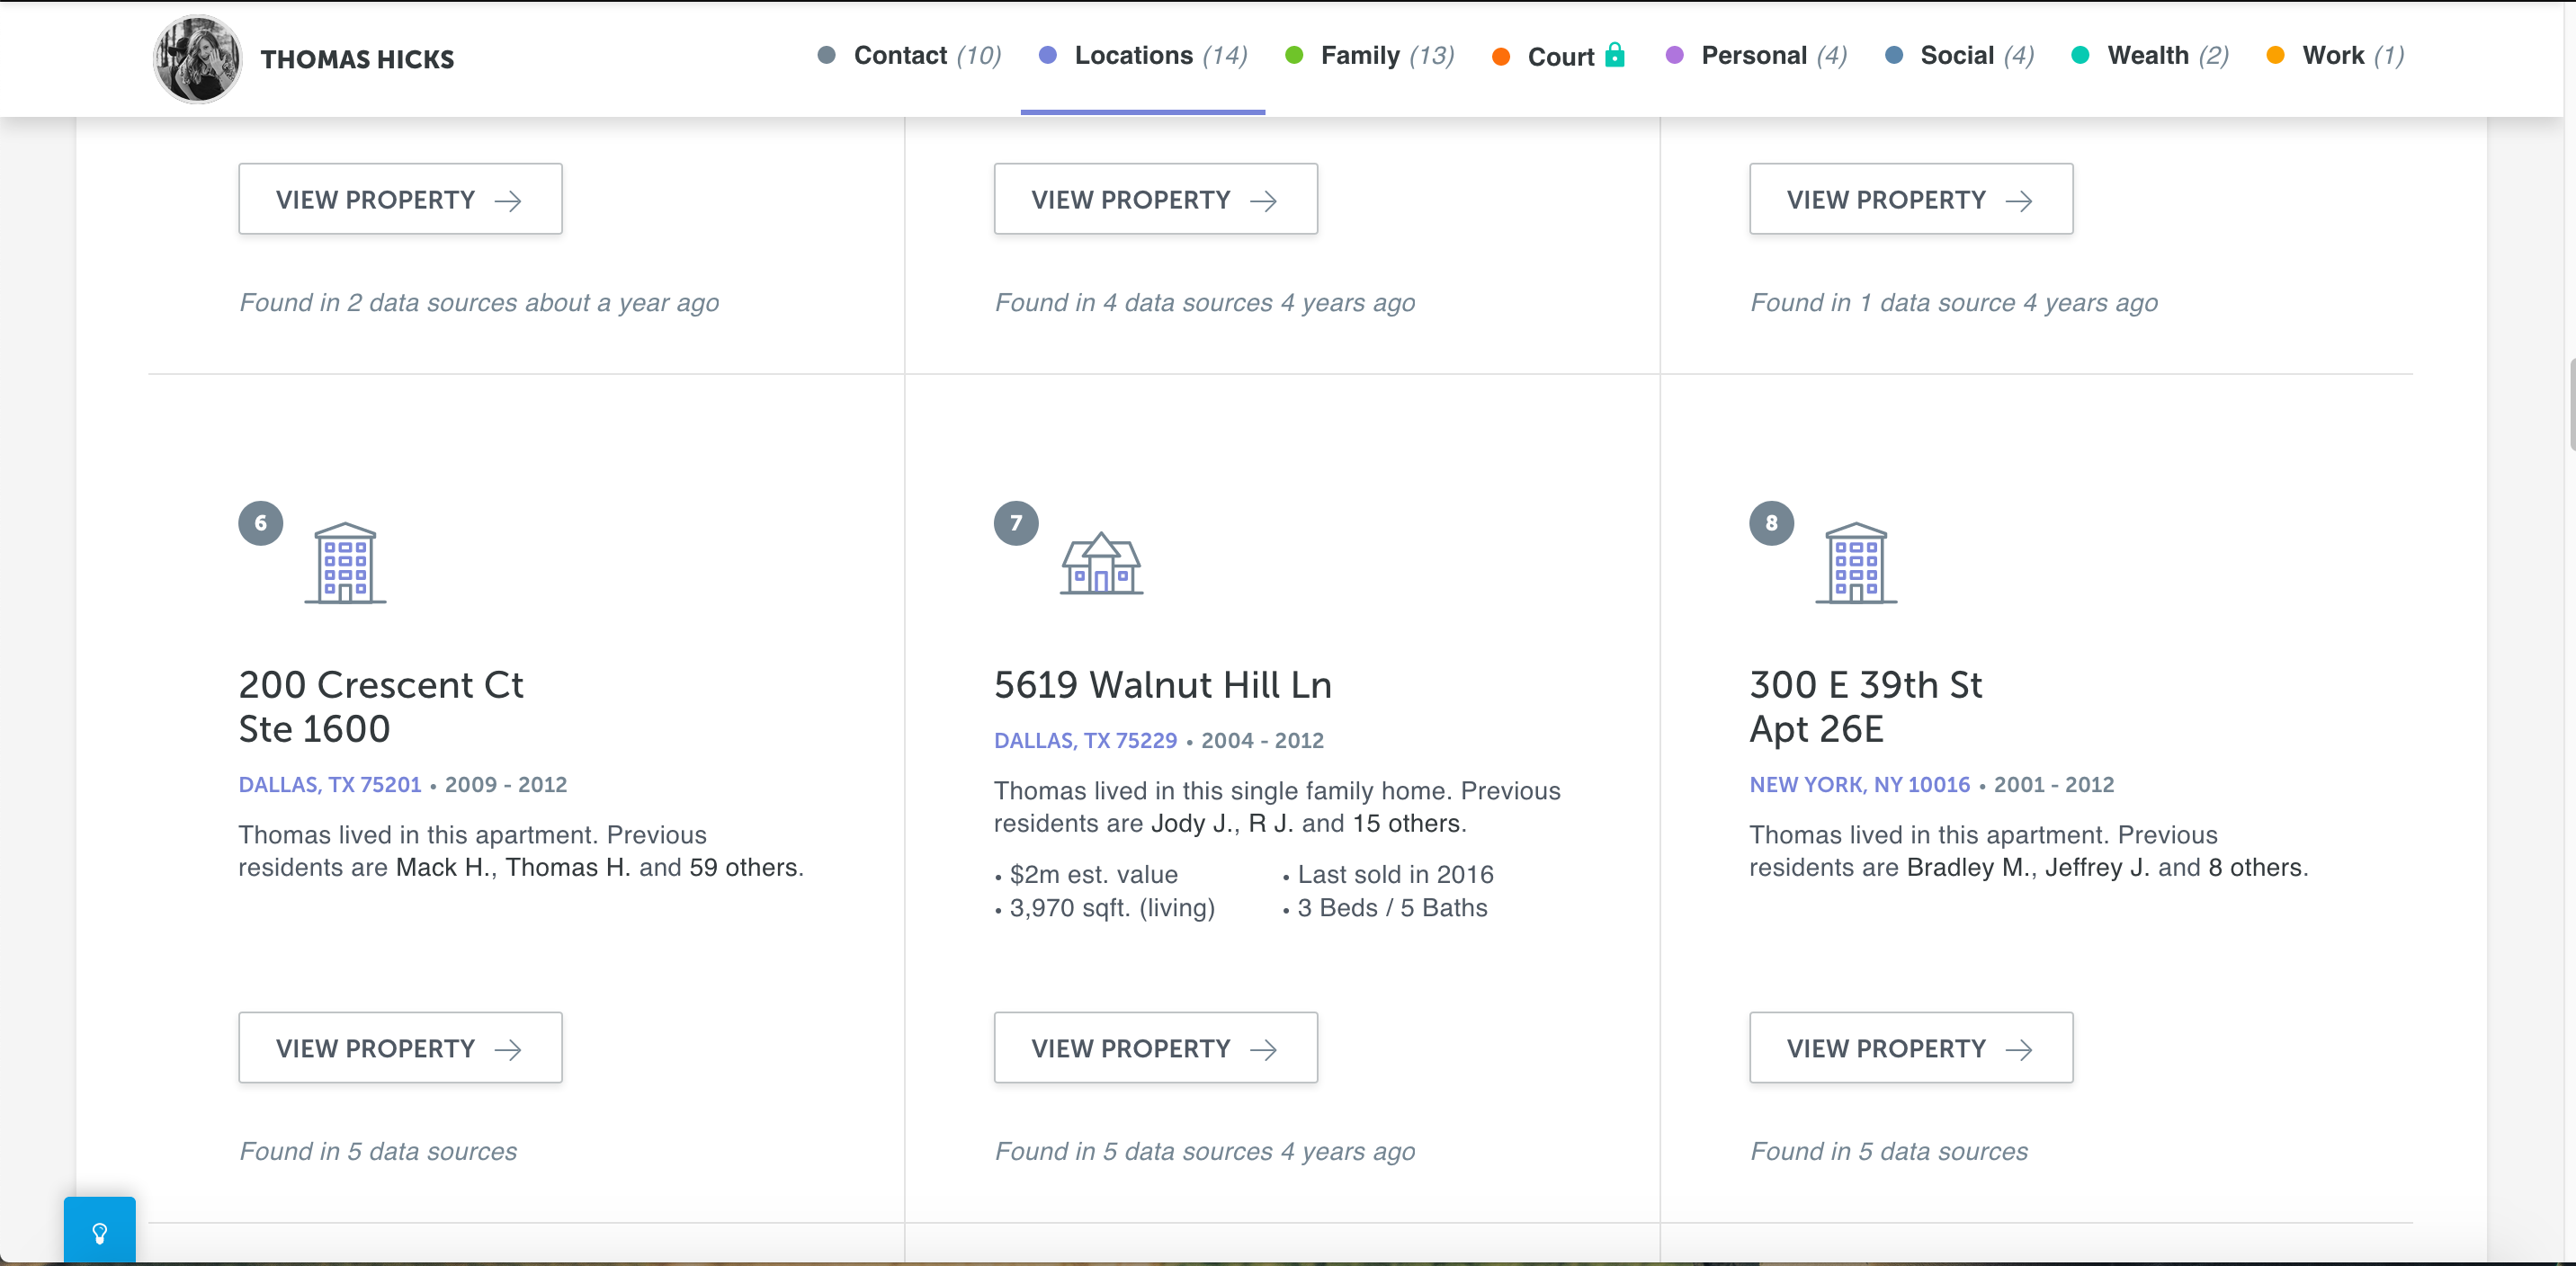 THOMAS HICKS
Contact (10) Locations (14) Family (13) Court Personal (4) Social (4) Wealth (2) Work (1)
VIEW PROPERTY → VIEW PROPERTY → VIEW PROPERTY →
Found in 2 data sources about a year ago
Found in 4 data sources 4 years ago
Found in 1 data source 4 years ago
6
200 Crescent Ct
Ste 1600
DALLAS, TX 75201 • 2009 - 2012
Thomas lived in this apartment. Previous
residents are Mack H., Thomas H. and 59 others.
VIEW PROPERTY →
Found in 5 data sources
7
5619 Walnut Hill Ln
DALLAS, TX 75229 • 2004 - 2012
Thomas lived in this single family home. Previous
residents are Jody J., R J. and 15 others.
• $2m est. value • Last sold in 2016
• 3,970 sqft. (living) • 3 Beds / 5 Baths
VIEW PROPERTY →
Found in 5 data sources 4 years ago
8
300 E 39th St
Apt 26E
NEW YORK, NY 10016 • 2001 - 2012
Thomas lived in this apartment. Previous
residents are Bradley M., Jeffrey J. and 8 others.
VIEW PROPERTY →
Found in 5 data sources